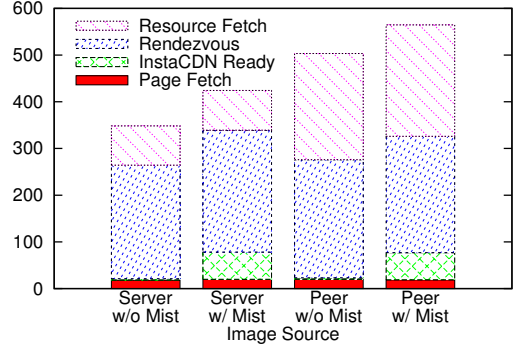 600
500
400
300
200
100
0
Resource Fetch
Rendezvous
InstaCDN Ready
Page Fetch
Server w/o Mist
Server w/ Mist
Peer w/o Mist
Peer w/ Mist
Image Source